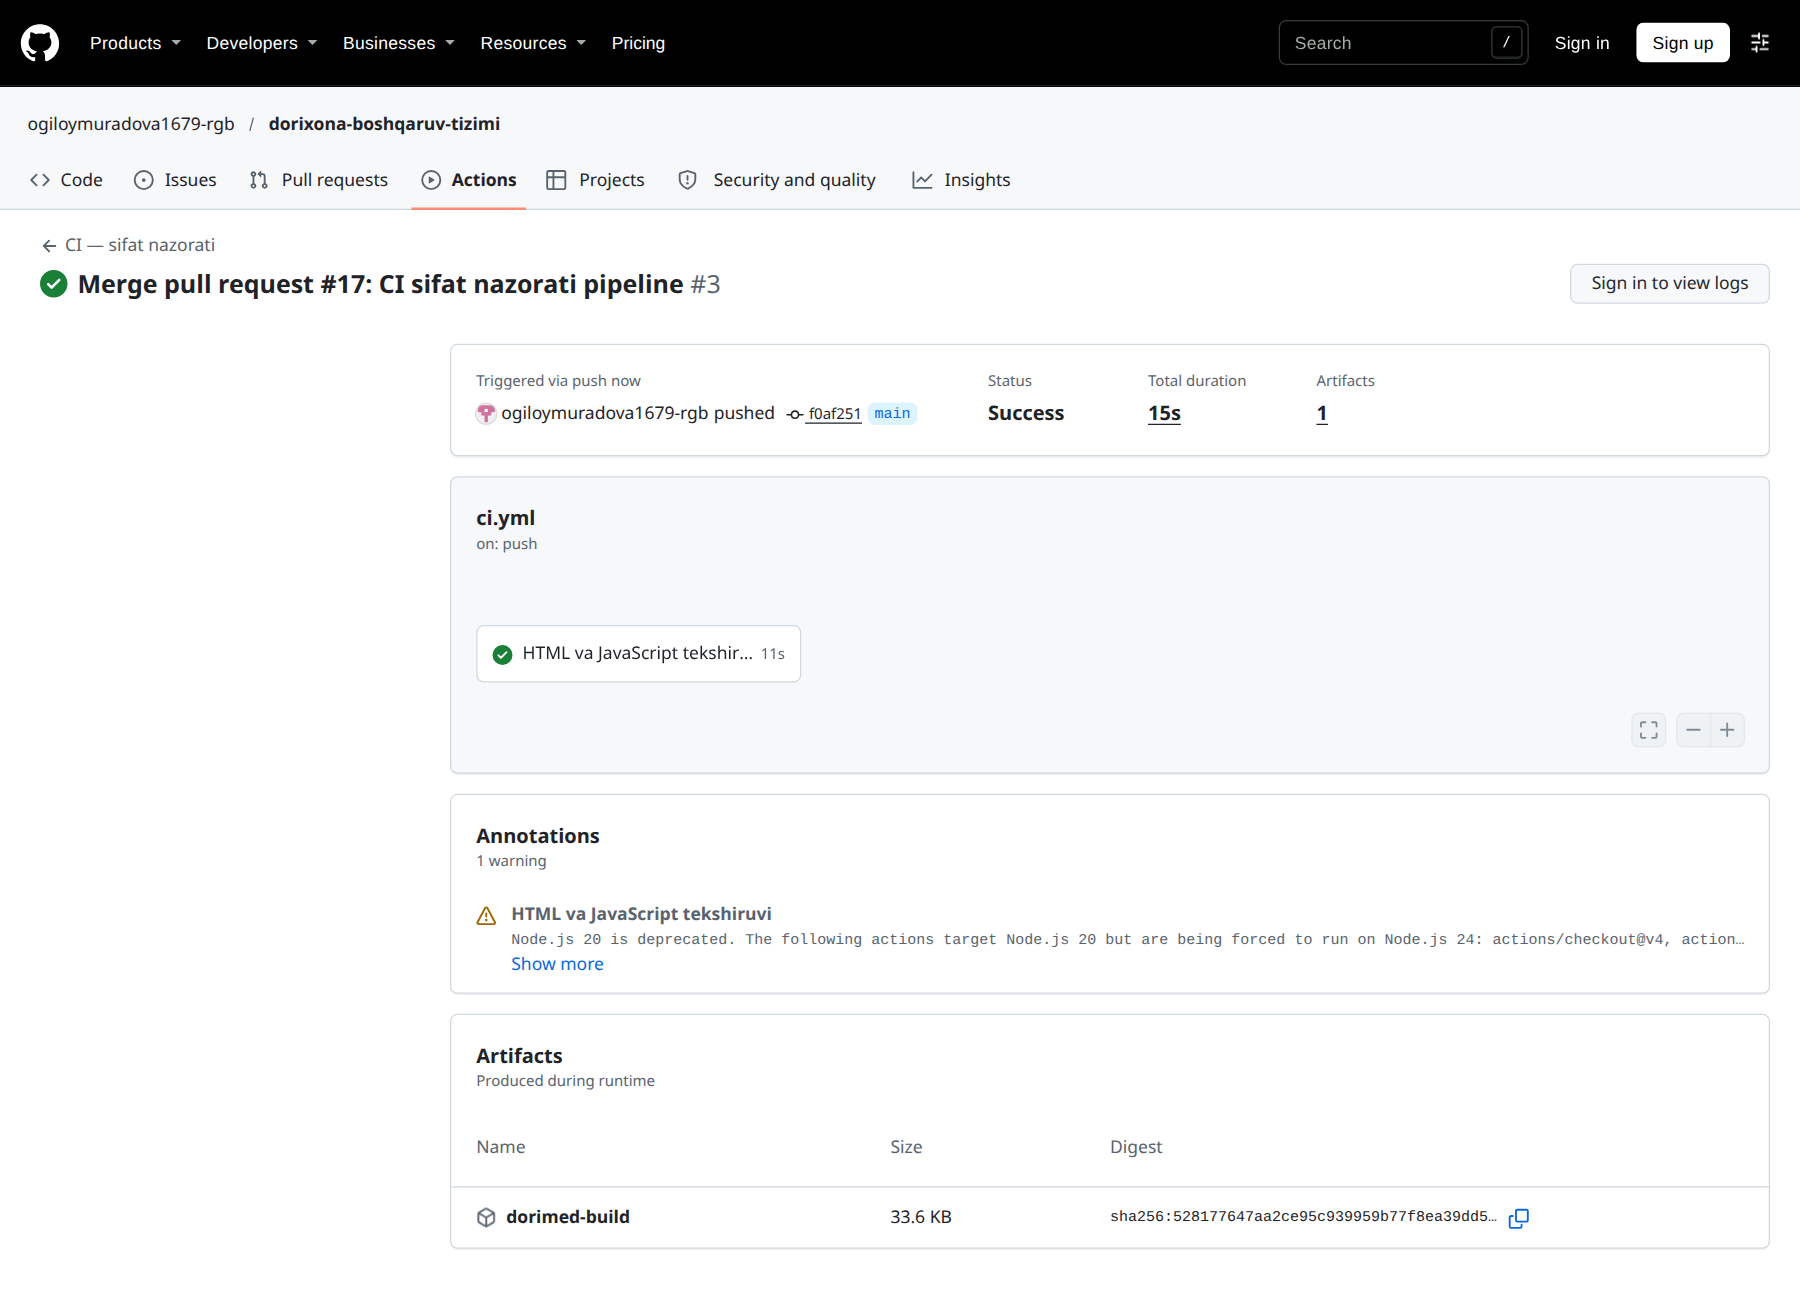 Products Developers Businesses Resources Pricing Search / Sign in Sign up
ogiloymuradova1679-rgb / dorixona-boshqaruv-tizimi
Code Issues Pull requests Actions Projects Security and quality Insights
CI — sifat nazorati
Merge pull request #17: CI sifat nazorati pipeline #3
Sign in to view logs
Triggered via push now Status Total duration Artifacts
ogiloymuradova1679-rgb pushed f0af251 main Success 15s 1
ci.yml
on: push
HTML va JavaScript tekshir... 11s
Annotations
1 warning
HTML va JavaScript tekshiruvi
Node.js 20 is deprecated. The following actions target Node.js 20 but are being forced to run on Node.js 24: actions/checkout@v4, action…
Show more
Artifacts
Produced during runtime
Name Size Digest
dorimed-build 33.6 KB sha256:528177647aa2ce95c939959b77f8ea39dd5…